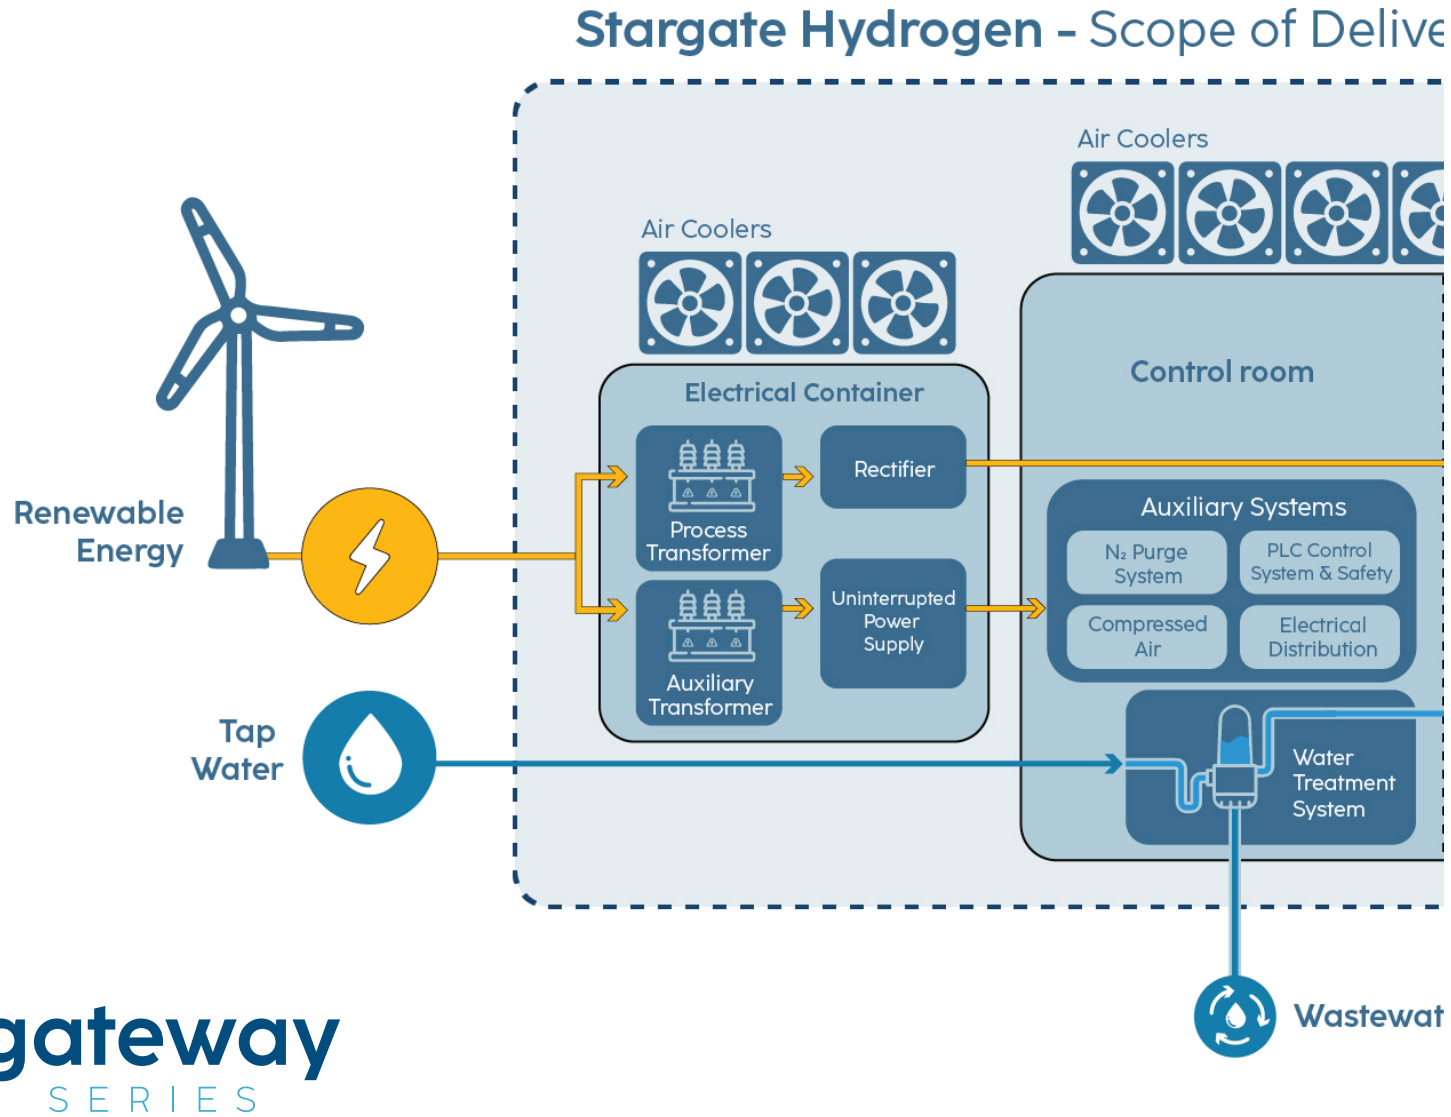 Stargate Hydrogen - Scope of Delive
Air Coolers
Air Coolers
Electrical Container
Control room
Process
Transformer
Rectifier
Auxiliary
Transformer
Uninterrupted
Power
Supply
Auxiliary Systems
N₂ Purge
System
PLC Control
System & Safety
Compressed
Air
Electrical
Distribution
Renewable
Energy
Tap
Water
Water
Treatment
System
Wastewat
gateway
SERIES